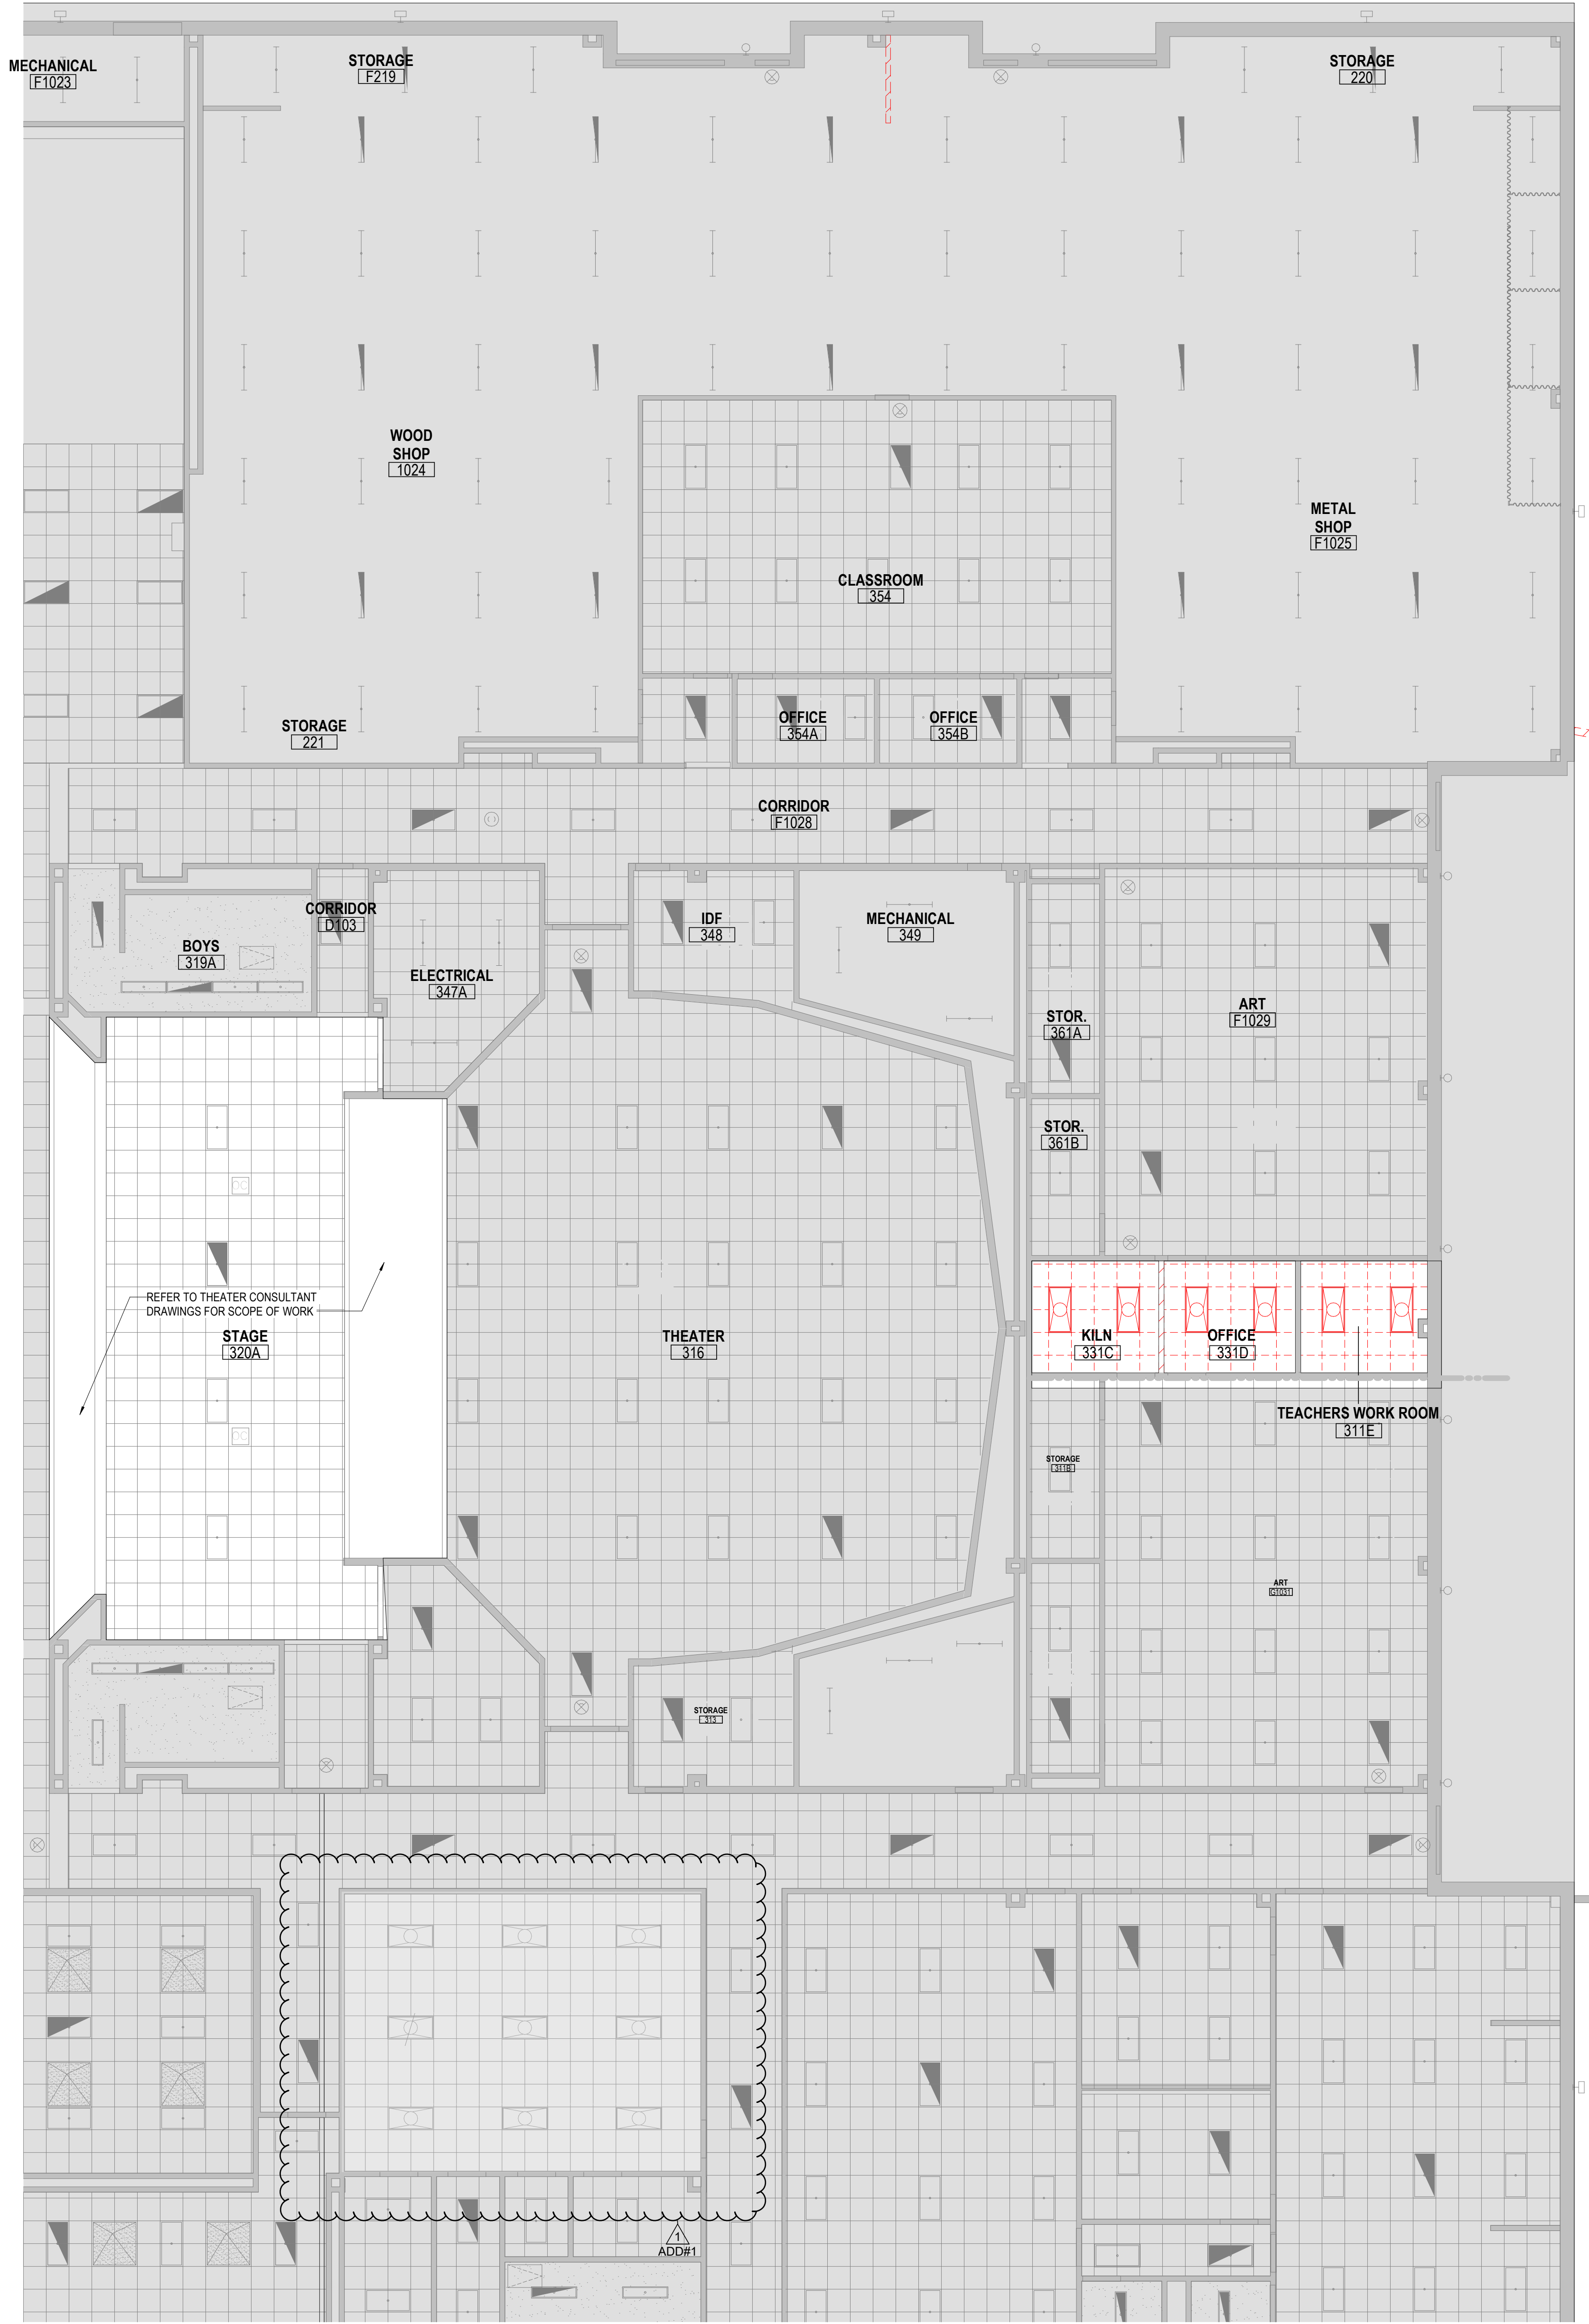 MECHANICAL
F1023
STORAGE
F219
STORAGE
220
WOOD
SHOP
1024
METAL
SHOP
F1025
CLASSROOM
354
STORAGE
221
OFFICE
354A
OFFICE
354B
CORRIDOR
F1028
CORRIDOR
D103
BOYS
319A
ELECTRICAL
347A
IDF
348
MECHANICAL
349
STOR.
361A
ART
F1029
STOR.
361B
REFER TO THEATER CONSULTANT
DRAWINGS FOR SCOPE OF WORK
STAGE
320A
THEATER
316
KILN
331C
OFFICE
331D
TEACHERS WORK ROOM
311E
STORAGE
311B
ART
G1031
STORAGE
313
1
ADD#1